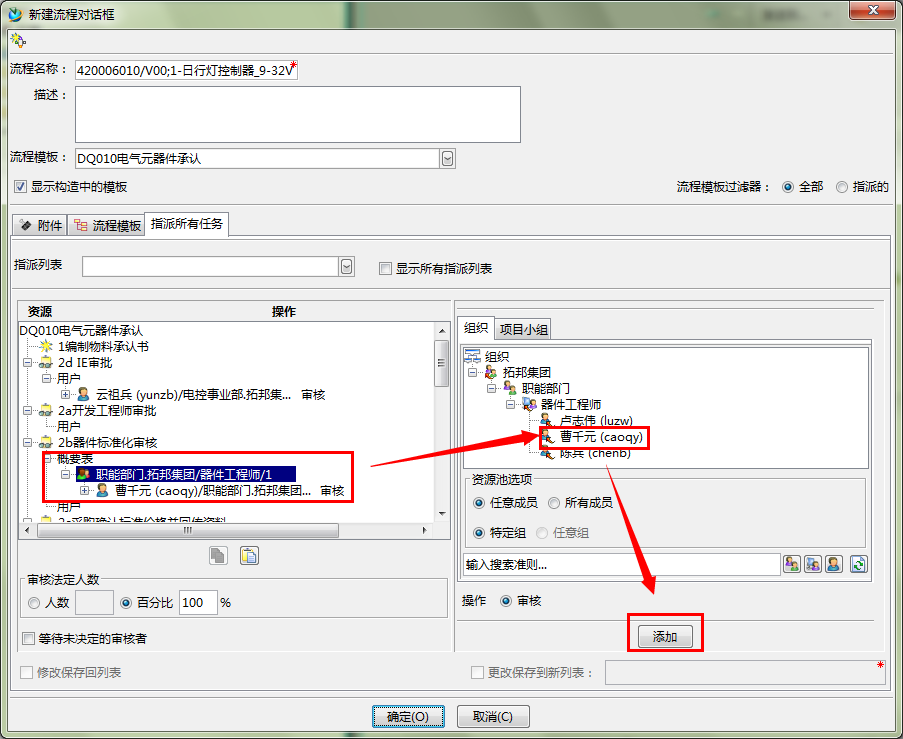 新建流程对话框
流程名称： 420006010/V00;1-日行灯控制器_9-32V*
描述：
流程模板： DQ010电气元器件承认
显示构造中的模板 流程模板过滤器： 全部 指派的
附件 流程模板 指派所有任务
指派列表 显示所有指派列表
资源 操作
DQ010电气元器件承认
1编制物料承认书
2d IE审批
用户
云祖兵 (yunzb)/电控事业部.拓邦集... 审核
2a开发工程师审批
用户
2b器件标准化审核
概要表
职能部门.拓邦集团/器件工程师/1
曹千元 (caoqy)/职能部门.拓邦集团... 审核
用户
2c采购确认标准价格并回传资料
审核法定人数
人数 百分比 100 %
等待未决定的审核者
修改保存回列表
组织 项目小组
组织
拓邦集团
职能部门
器件工程师
卢志伟 (luzw)
曹千元 (caoqy)
陈兵 (chenb)
资源池选项
任意成员 所有成员
特定组 任意组
输入搜索准则...
操作 审核
添加
更改保存到新列表： *
确定(O) 取消(C)